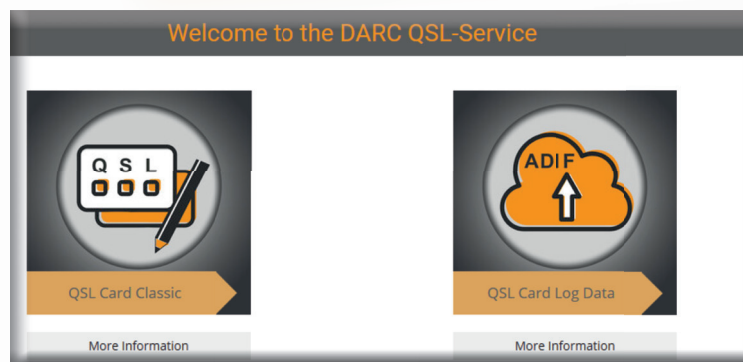 Welcome to the DARC QSL-Service
QSL
ADIF
QSL Card Classic
QSL Card Log Data
More Information
More Information